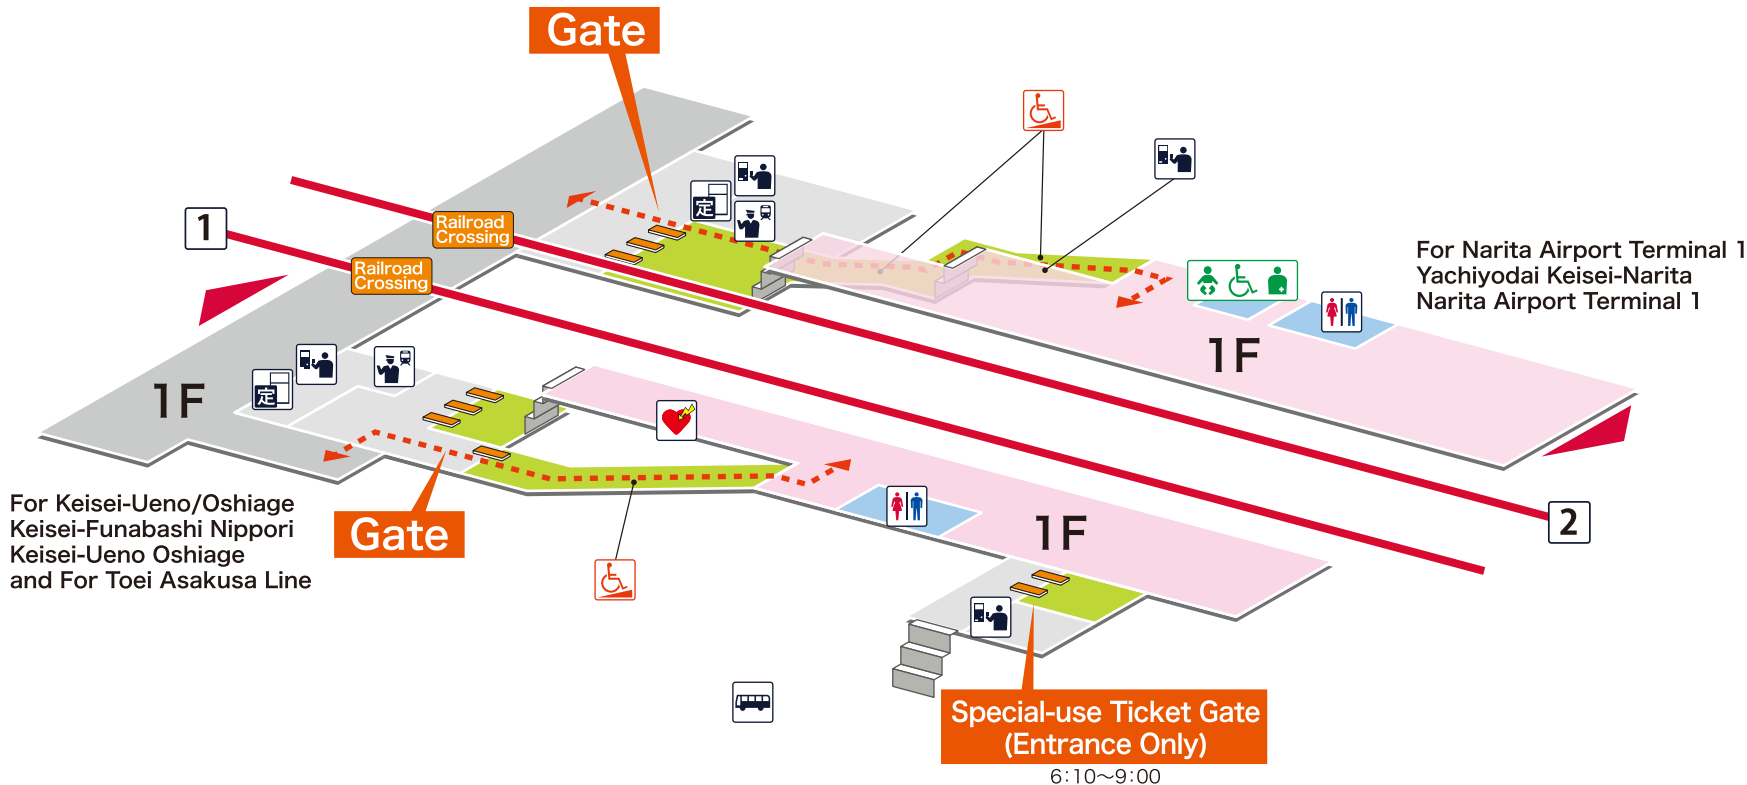 Gate
1
Railroad
Crossing
Railroad
Crossing
定
For Narita Airport Terminal 1
Yachiyodai Keisei-Narita
Narita Airport Terminal 1
1F
1F
定
For Keisei-Ueno/Oshiage
Keisei-Funabashi Nippori
Keisei-Ueno Oshiage
and For Toei Asakusa Line
Gate
1F
2
Special-use Ticket Gate
(Entrance Only)
6:10～9:00